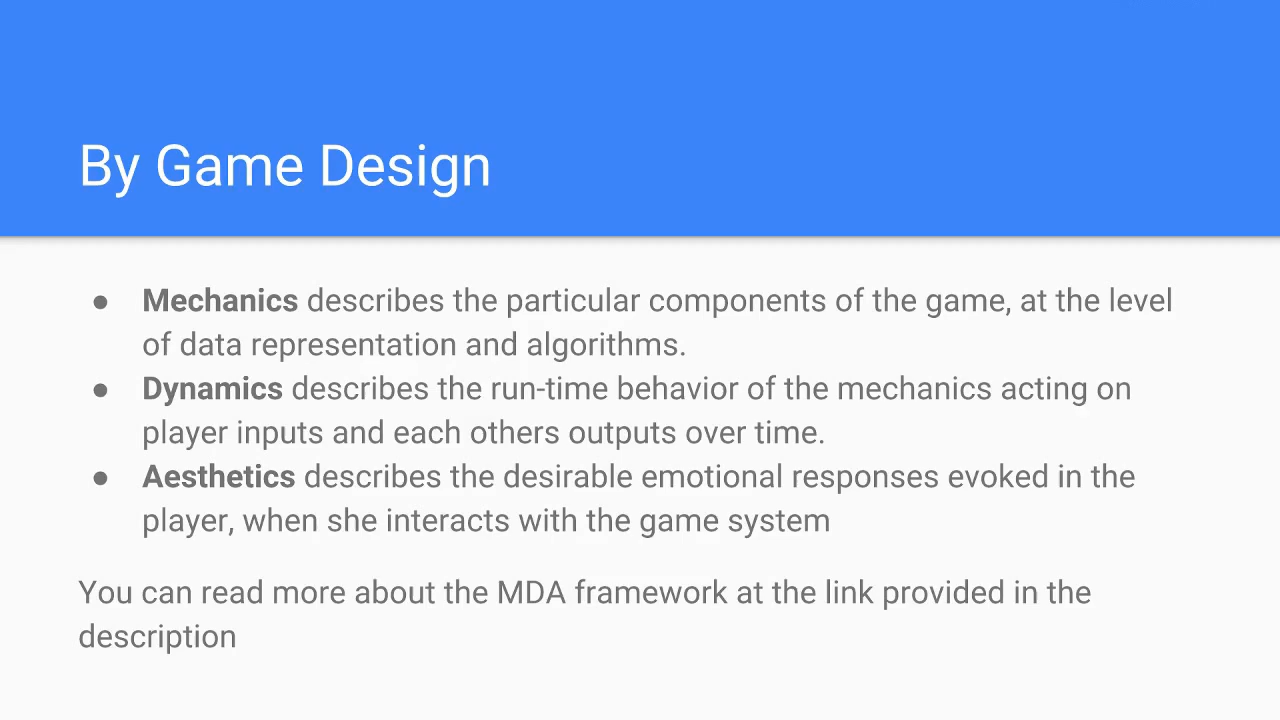 By Game Design
● Mechanics describes the particular components of the game, at the level
of data representation and algorithms.
● Dynamics describes the run-time behavior of the mechanics acting on
player inputs and each others outputs over time.
● Aesthetics describes the desirable emotional responses evoked in the
player, when she interacts with the game system
You can read more about the MDA framework at the link provided in the
description